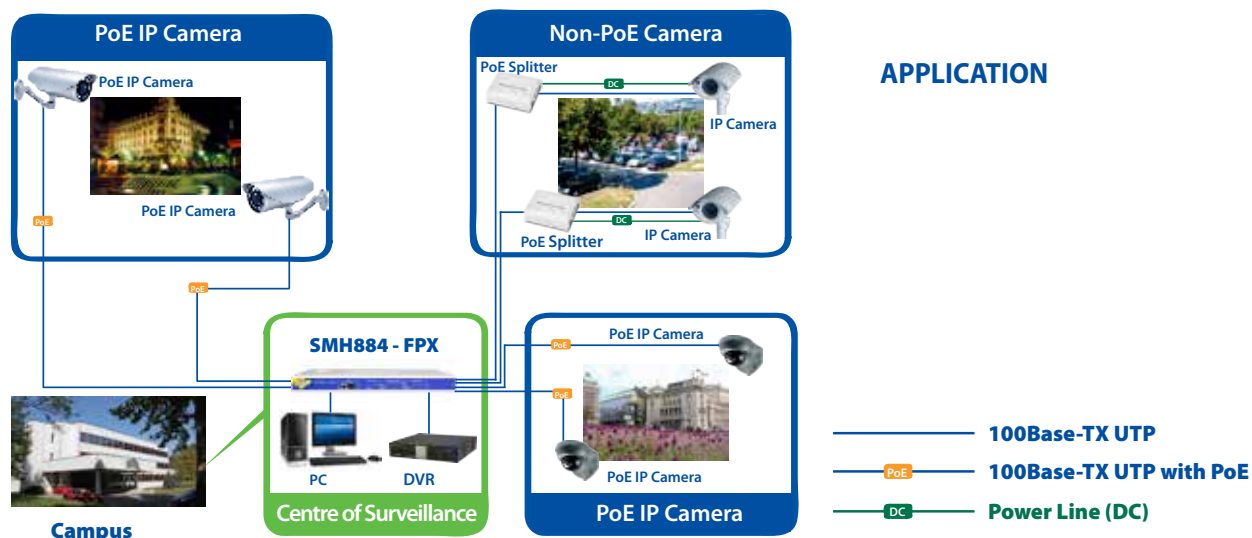 PoE IP Camera
PoE IP Camera
PoE IP Camera
PoE
PoE
Non-PoE Camera
PoE Splitter
DC
IP Camera
DC
PoE Splitter
IP Camera
APPLICATION
SMH884 - FPX
PC
DVR
Centre of Surveillance
Campus
PoE IP Camera
PoE
PoE
PoE IP Camera
PoE IP Camera
100Base-TX UTP
PoE
100Base-TX UTP with PoE
DC
Power Line (DC)